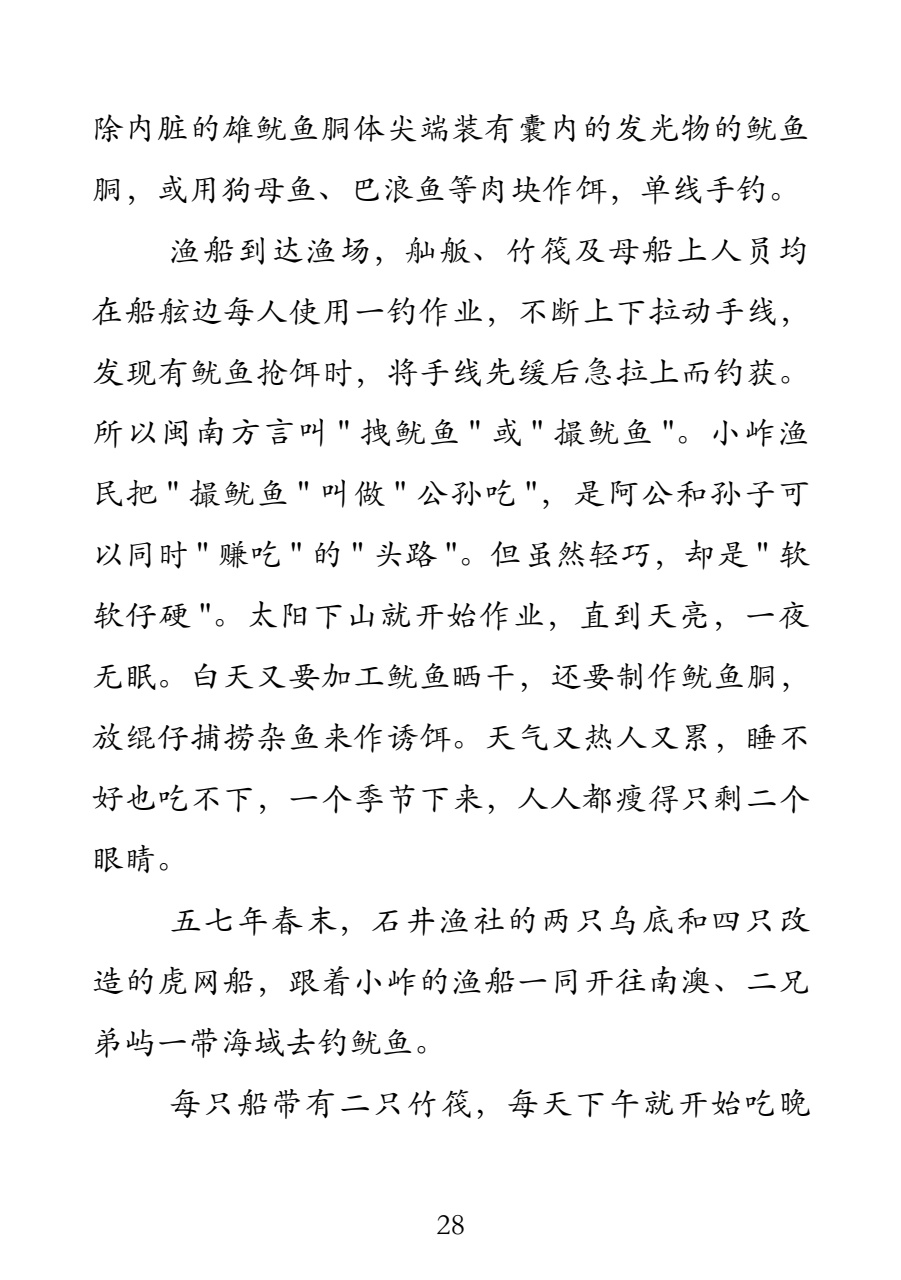 除内脏的雄鱿鱼胴体尖端装有囊内的发光物的鱿鱼
胴，或用狗母鱼、巴浪鱼等肉块作饵，单线手钓。
渔船到达渔场，舢舨、竹筏及母船上人员均
在船舷边每人使用一钓作业，不断上下拉动手线，
发现有鱿鱼抢饵时，将手线先缓后急拉上而钓获。
所以闽南方言叫"拽鱿鱼"或"撮鱿鱼"。小岞渔
民把"撮鱿鱼"叫做"公孙吃"，是阿公和孙子可
以同时"赚吃"的"头路"。但虽然轻巧，却是"软
软仔硬"。太阳下山就开始作业，直到天亮，一夜
无眠。白天又要加工鱿鱼晒干，还要制作鱿鱼胴，
放绲仔捕捞杂鱼来作诱饵。天气又热人又累，睡不
好也吃不下，一个季节下来，人人都瘦得只剩二个
眼睛。
五七年春末，石井渔社的两只乌底和四只改
造的虎网船，跟着小岞的渔船一同开往南澳、二兄
弟屿一带海域去钓鱿鱼。
每只船带有二只竹筏，每天下午就开始吃晚
28